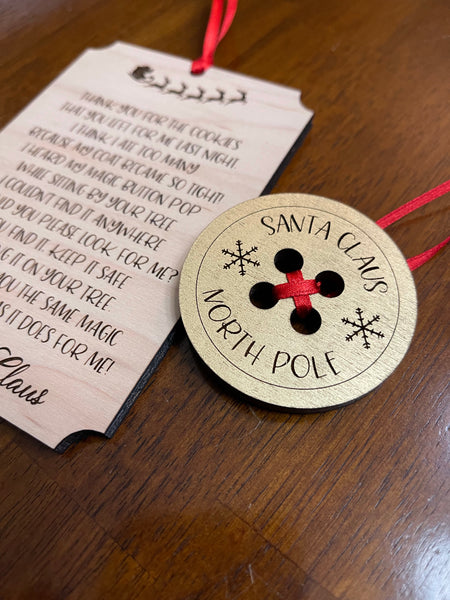 THANK YOU FOR THE COOKIES
THAT YOU LEFT FOR ME LAST NIGHT.
I THINK I ATE TOO MANY
BECAUSE MY COAT BECAME SO TIGHT!
I HEARD MY MAGIC BUTTON POP
WHILE SITTING BY YOUR TREE
I COULDN'T FIND IT ANYWHERE
YOU PLEASE LOOK FOR ME?
FIND IT, KEEP IT SAFE
IT ON YOUR TREE
YOU THE SAME MAGIC
AS IT DOES FOR ME!
Claus
SANTA CLAUS
NORTH POLE